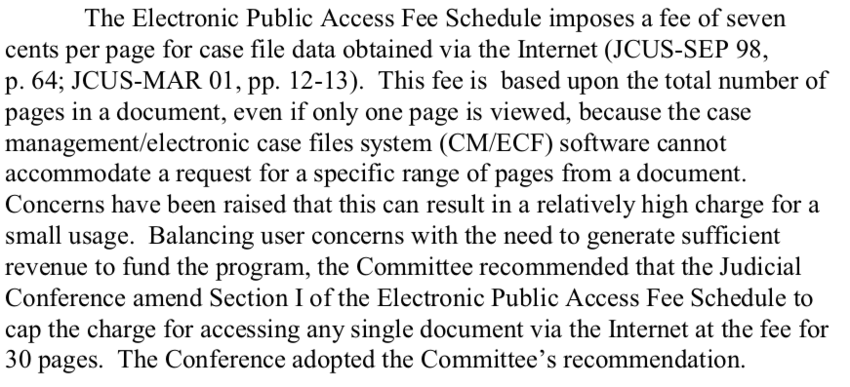 The Electronic Public Access Fee Schedule imposes a fee of seven
cents per page for case file data obtained via the Internet (JCUS-SEP 98,
p. 64; JCUS-MAR 01, pp. 12-13).  This fee is  based upon the total number of
pages in a document, even if only one page is viewed, because the case
management/electronic case files system (CM/ECF) software cannot
accommodate a request for a specific range of pages from a document.
Concerns have been raised that this can result in a relatively high charge for a
small usage.  Balancing user concerns with the need to generate sufficient
revenue to fund the program, the Committee recommended that the Judicial
Conference amend Section I of the Electronic Public Access Fee Schedule to
cap the charge for accessing any single document via the Internet at the fee for
30 pages.  The Conference adopted the Committee’s recommendation.